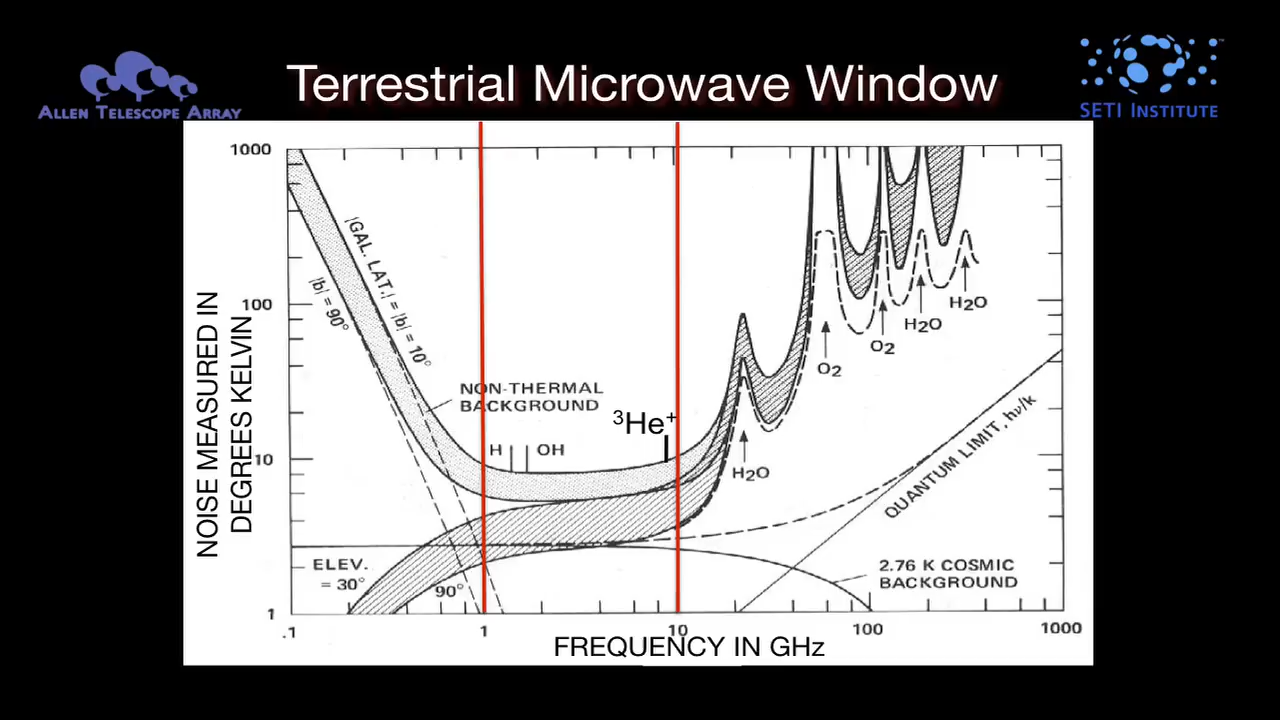 Terrestrial Microwave Window
ALLEN TELESCOPE ARRAY
SETI INSTITUTE
NOISE MEASURED IN
DEGREES KELVIN
1000
100
10
1
|GAL. LAT.| = |b| = 10°
|b| = 90°
NON-THERMAL
BACKGROUND
H
OH
³He⁺
H2O
O2
O2
H2O
H2O
QUANTUM LIMIT, hν/k
ELEV.
= 30°
90°
2.76 K COSMIC
BACKGROUND
.1
1
10
100
1000
FREQUENCY IN GHz